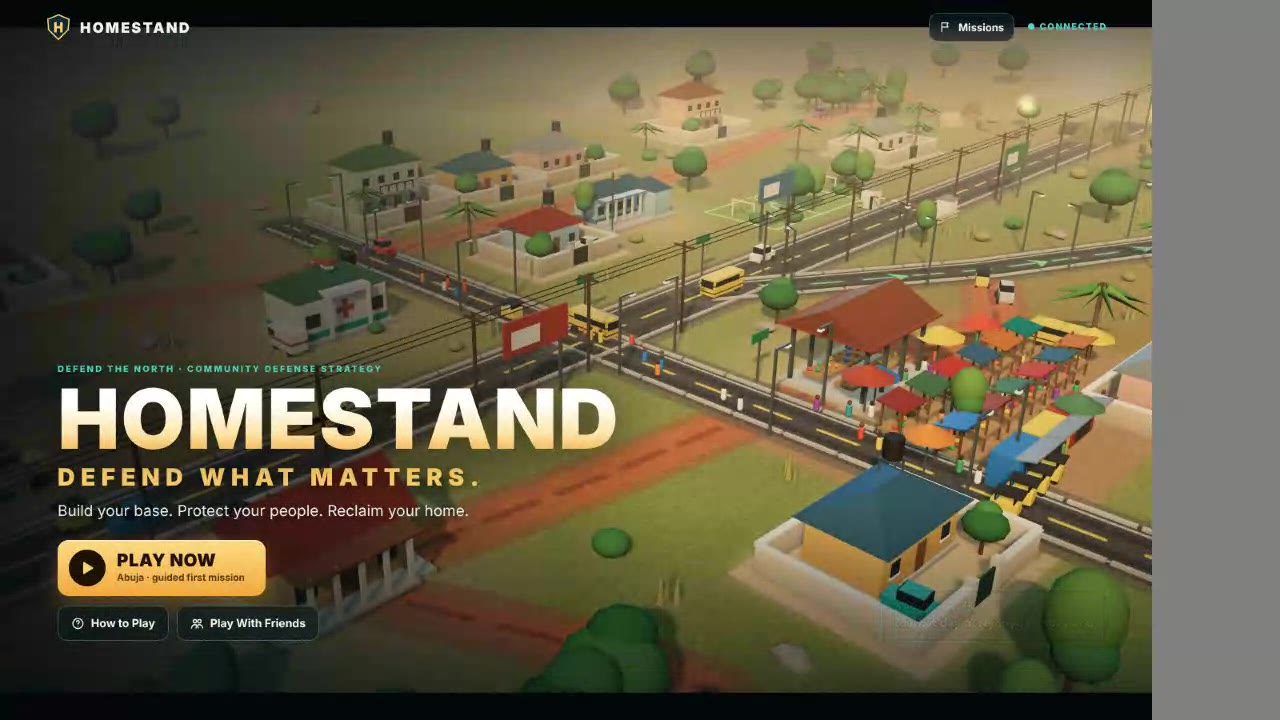 HOMESTAND
Missions
CONNECTED
DEFEND THE NORTH · COMMUNITY DEFENSE STRATEGY
HOMESTAND
DEFEND WHAT MATTERS.
Build your base. Protect your people. Reclaim your home.
PLAY NOW
Abuja · guided first mission
How to Play
Play With Friends